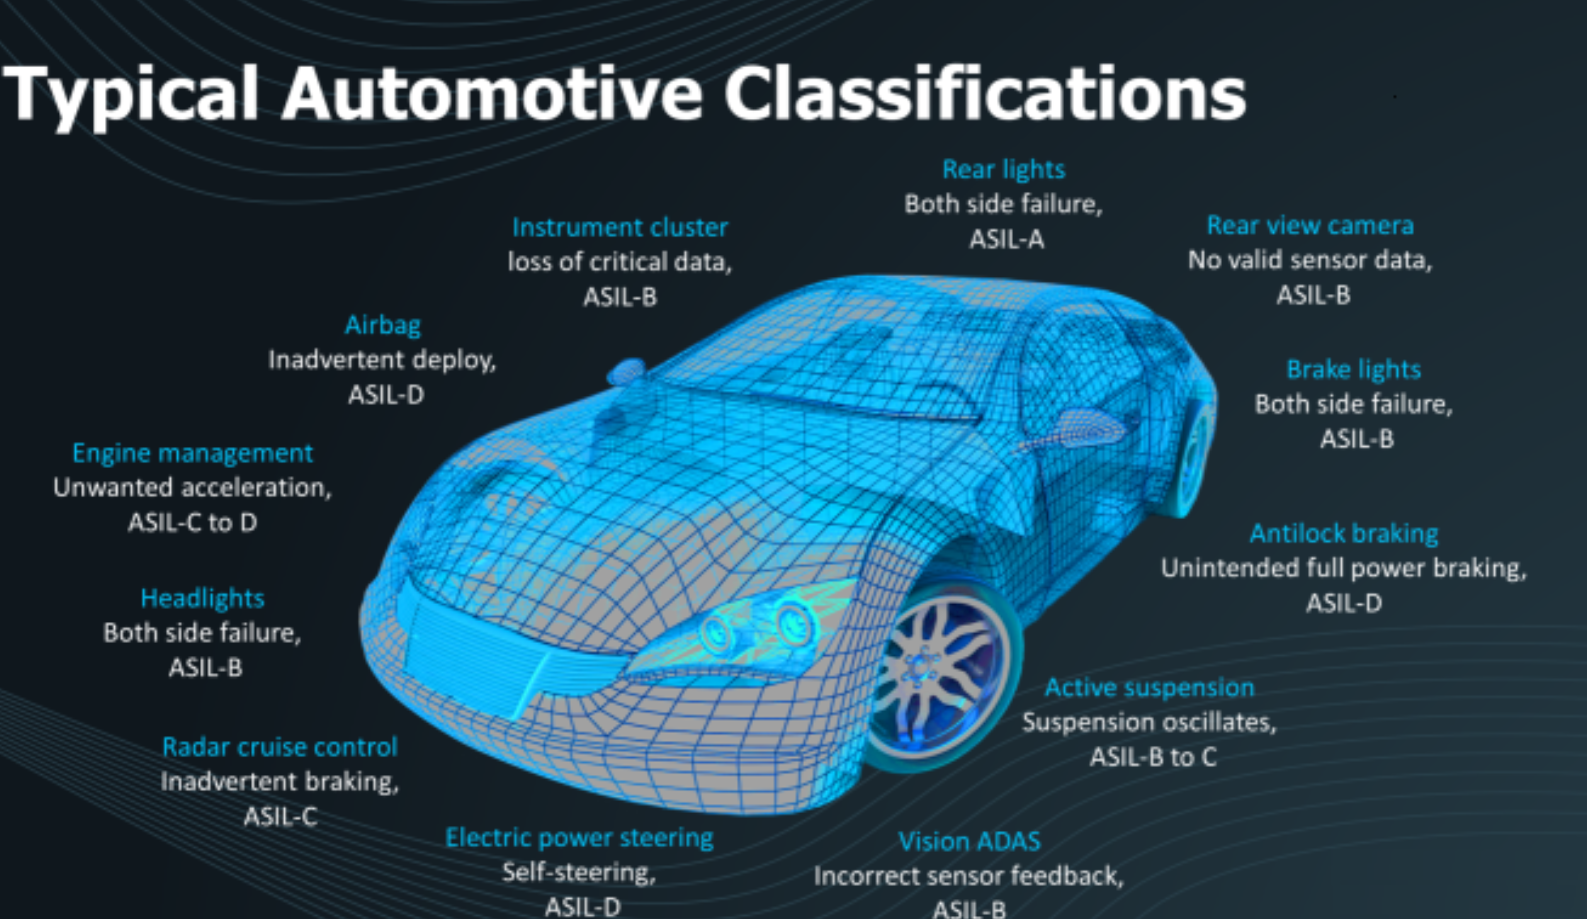 Typical Automotive Classifications
Rear lights
Both side failure,
ASIL-A
Instrument cluster
loss of critical data,
ASIL-B
Rear view camera
No valid sensor data,
ASIL-B
Airbag
Inadvertent deploy,
ASIL-D
Brake lights
Both side failure,
ASIL-B
Engine management
Unwanted acceleration,
ASIL-C to D
Antilock braking
Unintended full power braking,
ASIL-D
Headlights
Both side failure,
ASIL-B
Active suspension
Suspension oscillates,
ASIL-B to C
Radar cruise control
Inadvertent braking,
ASIL-C
Electric power steering
Self-steering,
ASIL-D
Vision ADAS
Incorrect sensor feedback,
ASIL-B